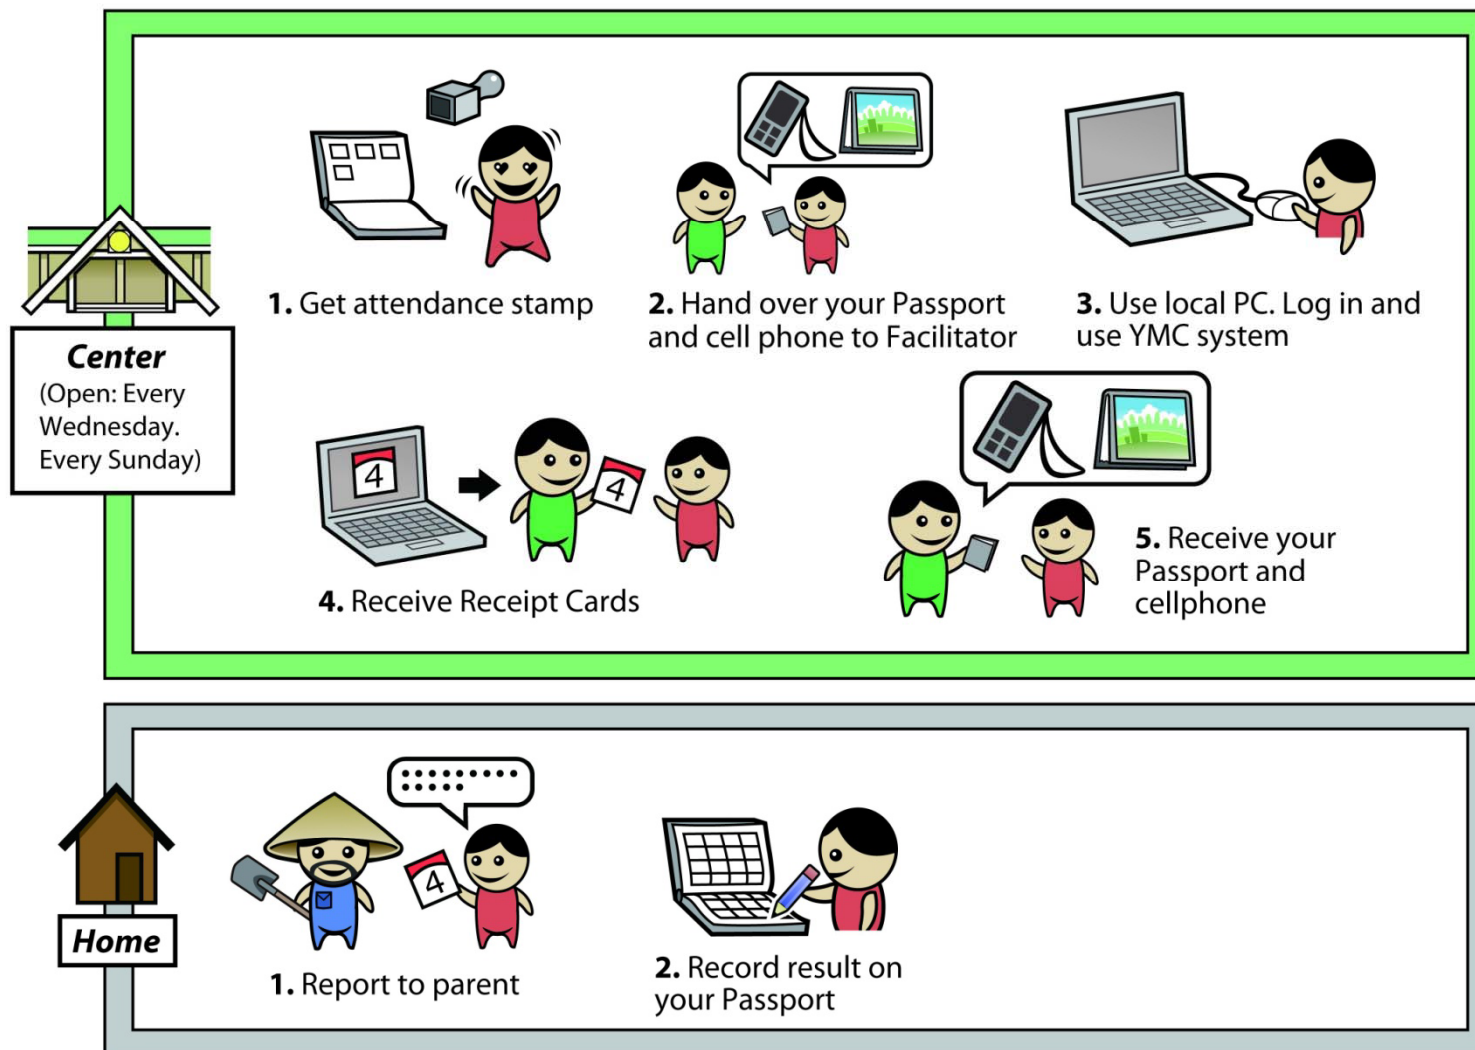 Center
(Open: Every
Wednesday.
Every Sunday)
1. Get attendance stamp
2. Hand over your Passport
and cell phone to Facilitator
3. Use local PC. Log in and
use YMC system
4
4
4. Receive Receipt Cards
5. Receive your
Passport and
cellphone
Home
4
1. Report to parent
2. Record result on
your Passport